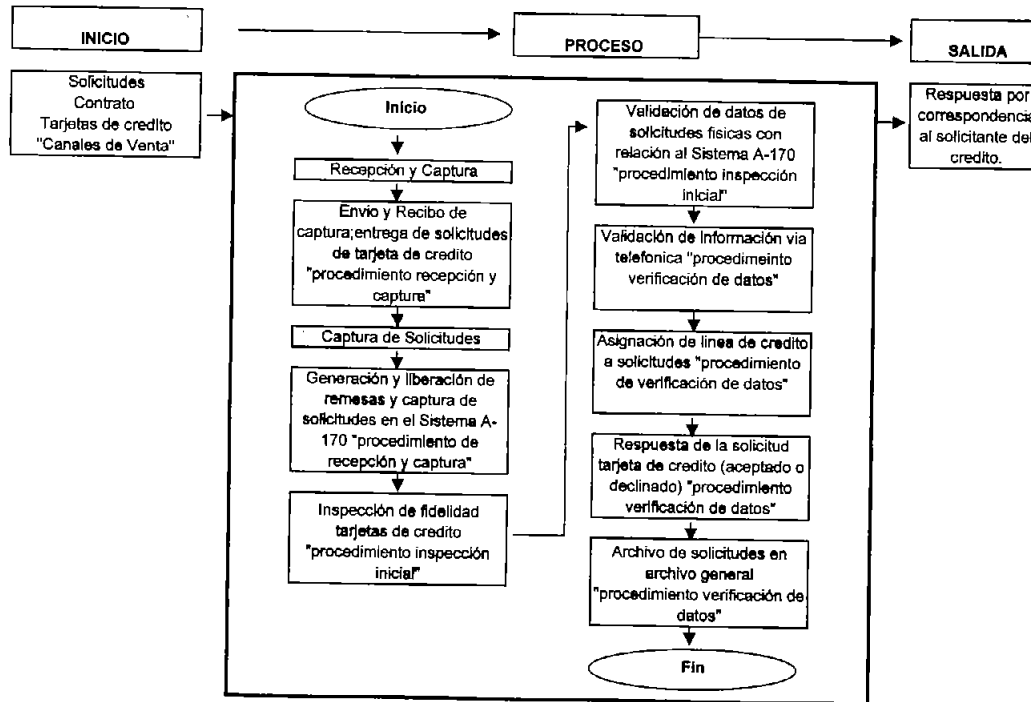 INICIO
PROCESO
SALIDA
Solicitudes
Contrato
Tarjetas de credito
"Canales de Venta"
Inicio
Recepción y Captura
Envio y Recibo de
captura;entrega de solicitudes
de tarjeta de credito
"procedimiento recepción y
captura"
Captura de Solicitudes
Generación y liberación de
remesas y captura de
solicitudes en el Sistema A-
170 "procedimiento de
recepción y captura"
Inspección de fidelidad
tarjetas de credito
"procedimiento inspección
inicial"
Validación de datos de
solicitudes fisicas con
relación al Sistema A-170
"procedimiento inspección
inicial"
Validación de información via
telefonica "procedimeinto
verificación de datos"
Asignación de linea de credito
a solicitudes "procedimiento
de verificación de datos"
Respuesta de la solicitud
tarjeta de credito (aceptado o
declinado) "procedimiento
verificación de datos"
Archivo de solicitudes en
archivo general
"procedimiento verificación de
datos"
Fin
Respuesta por
correspondencia
al solicitante del
credito.